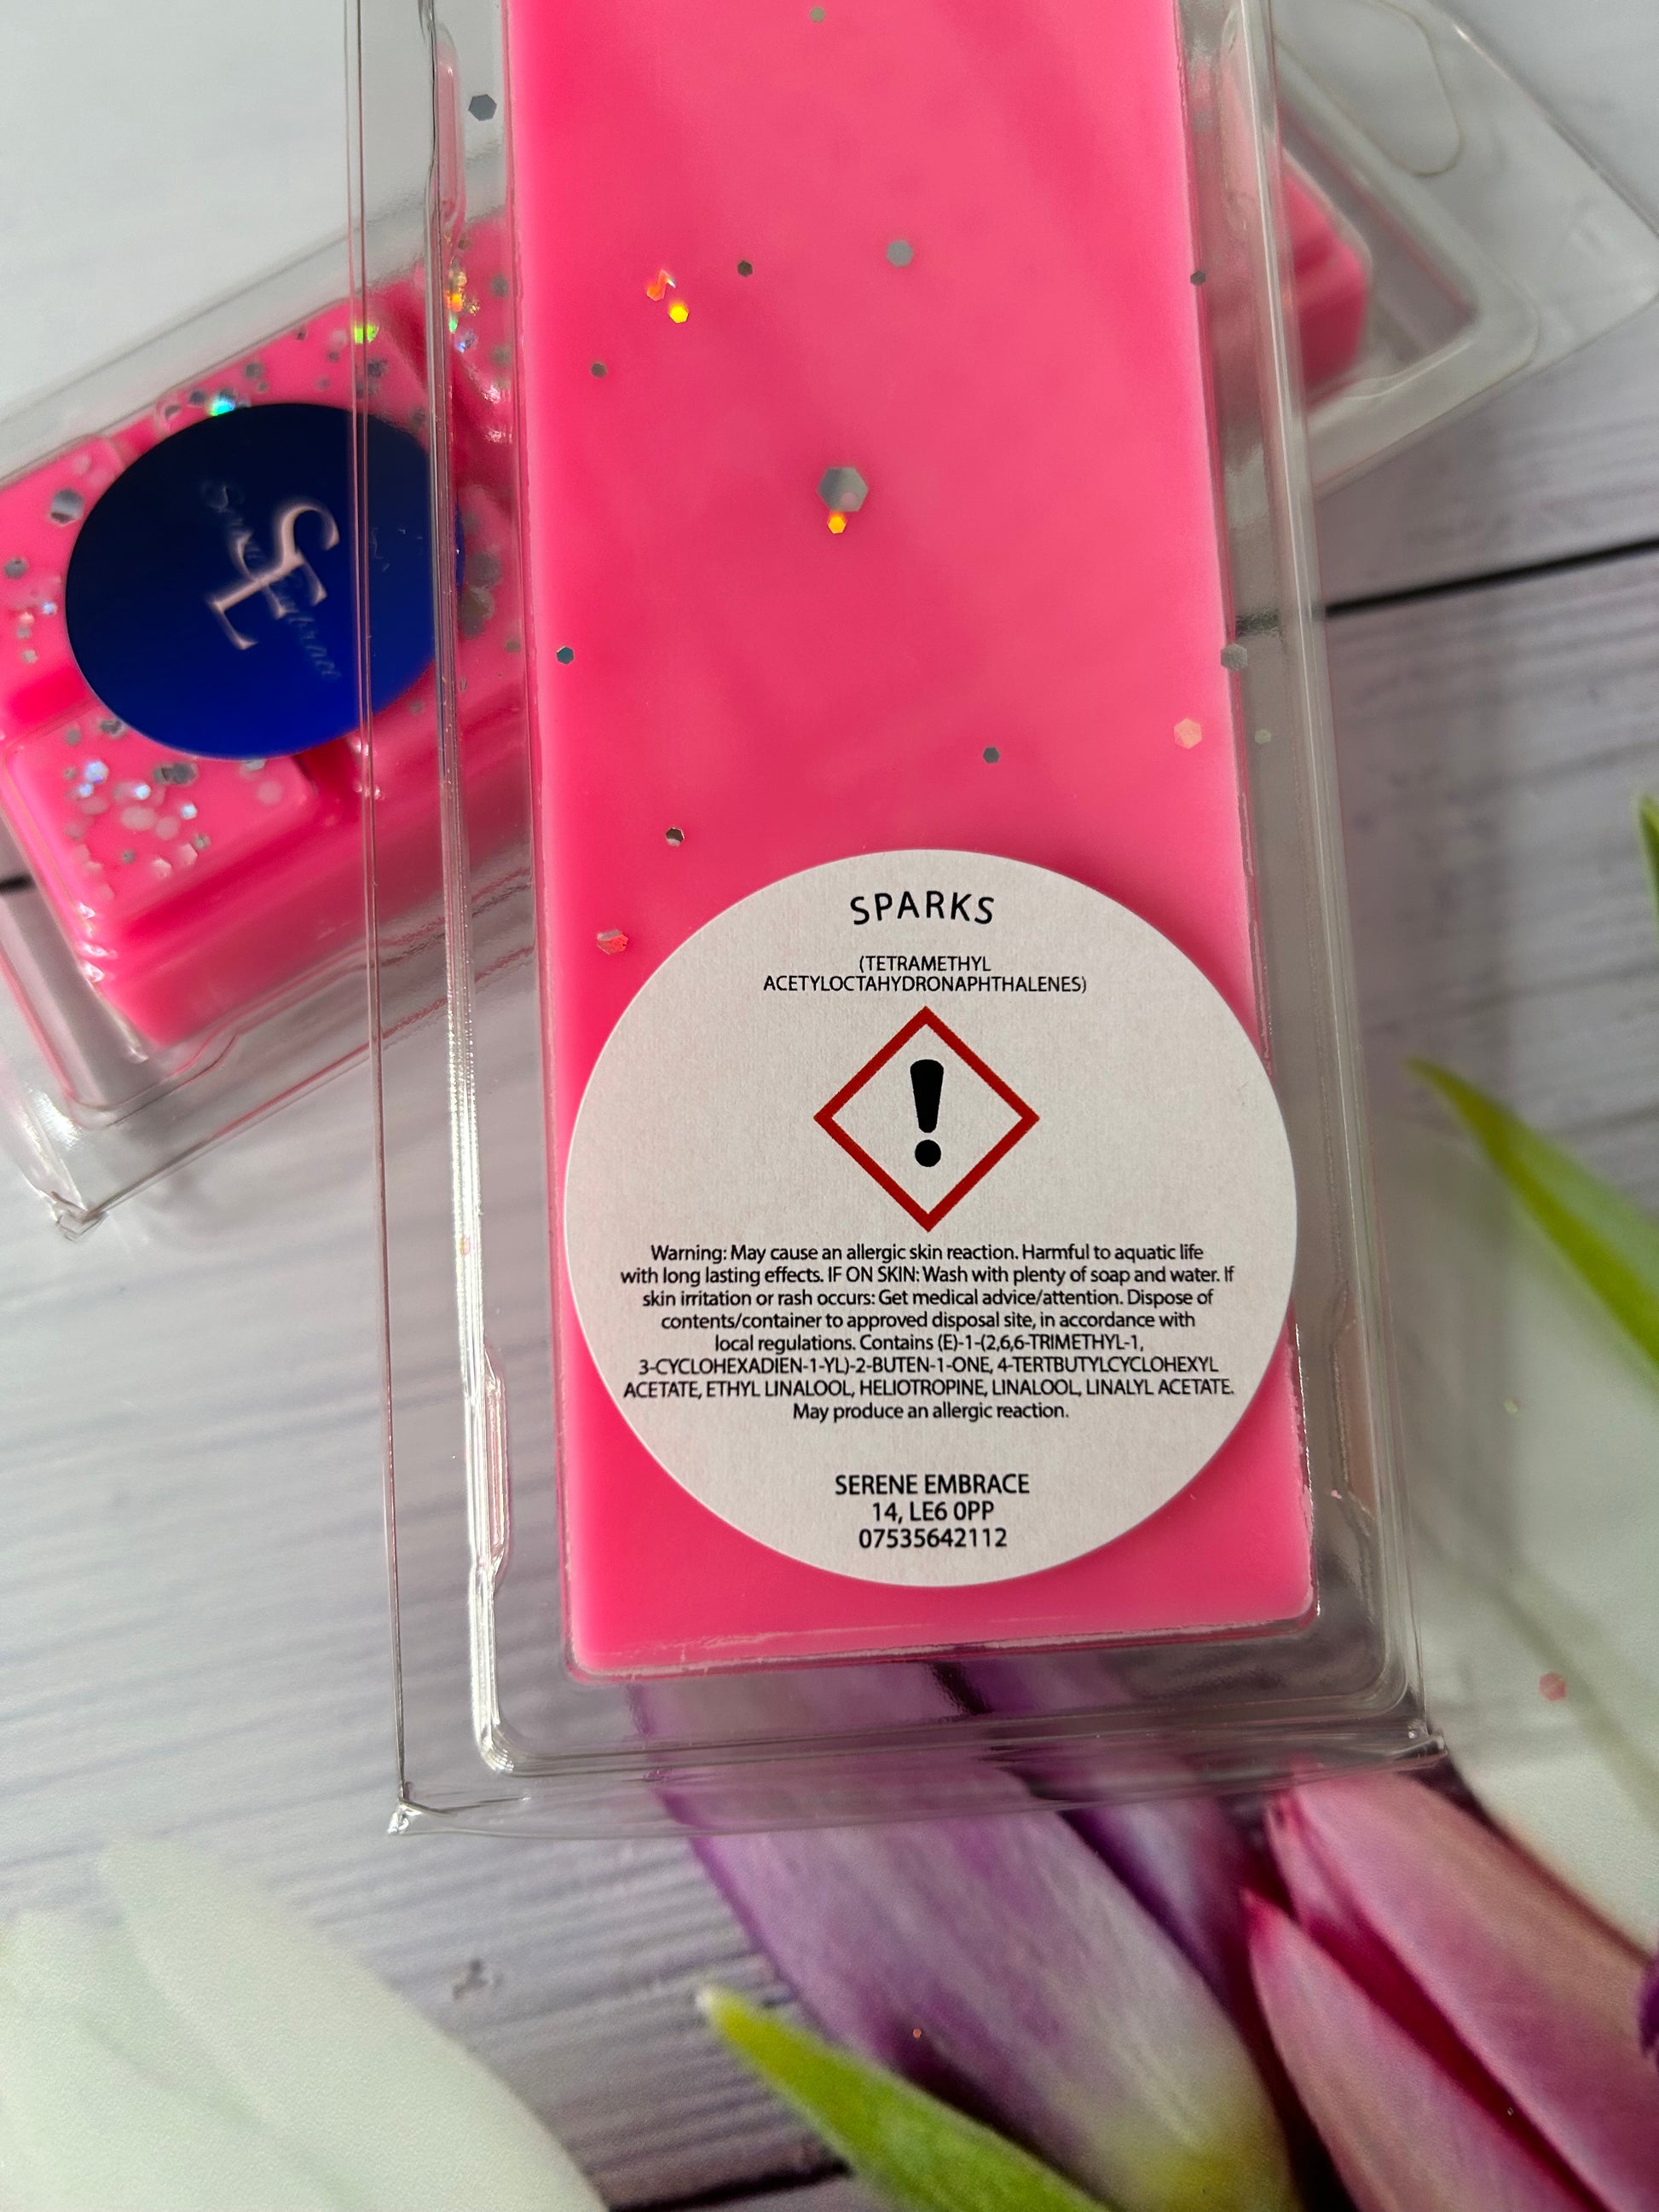 SE
Serene Embrace
SPARKS
(TETRAMETHYL
ACETYLOCTAHYDRONAPHTHALENES)
Warning: May cause an allergic skin reaction. Harmful to aquatic life
with long lasting effects. IF ON SKIN: Wash with plenty of soap and water. If
skin irritation or rash occurs: Get medical advice/attention. Dispose of
contents/container to approved disposal site, in accordance with
local regulations. Contains (E)-1-(2,6,6-TRIMETHYL-1,
3-CYCLOHEXADIEN-1-YL)-2-BUTEN-1-ONE, 4-TERTBUTYLCYCLOHEXYL
ACETATE, ETHYL LINALOOL, HELIOTROPINE, LINALOOL, LINALYL ACETATE.
May produce an allergic reaction.
SERENE EMBRACE
14, LE6 0PP
07535642112